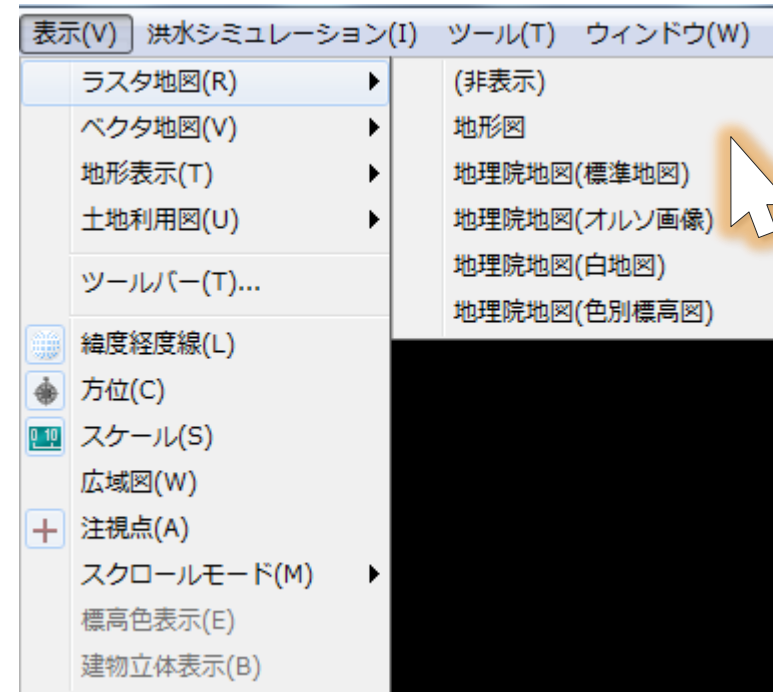 表示(V) 洪水シミュレーション(I) ツール(T) ウィンドウ(W)
ラスタ地図(R)
ベクタ地図(V)
地形表示(T)
土地利用図(U)
ツールバー(T)...
緯度経度線(L)
方位(C)
0 10 スケール(S)
広域図(W)
注視点(A)
スクロールモード(M)
標高色表示(E)
建物立体表示(B)
(非表示)
地形図
地理院地図(標準地図)
地理院地図(オルソ画像)
地理院地図(白地図)
地理院地図(色別標高図)